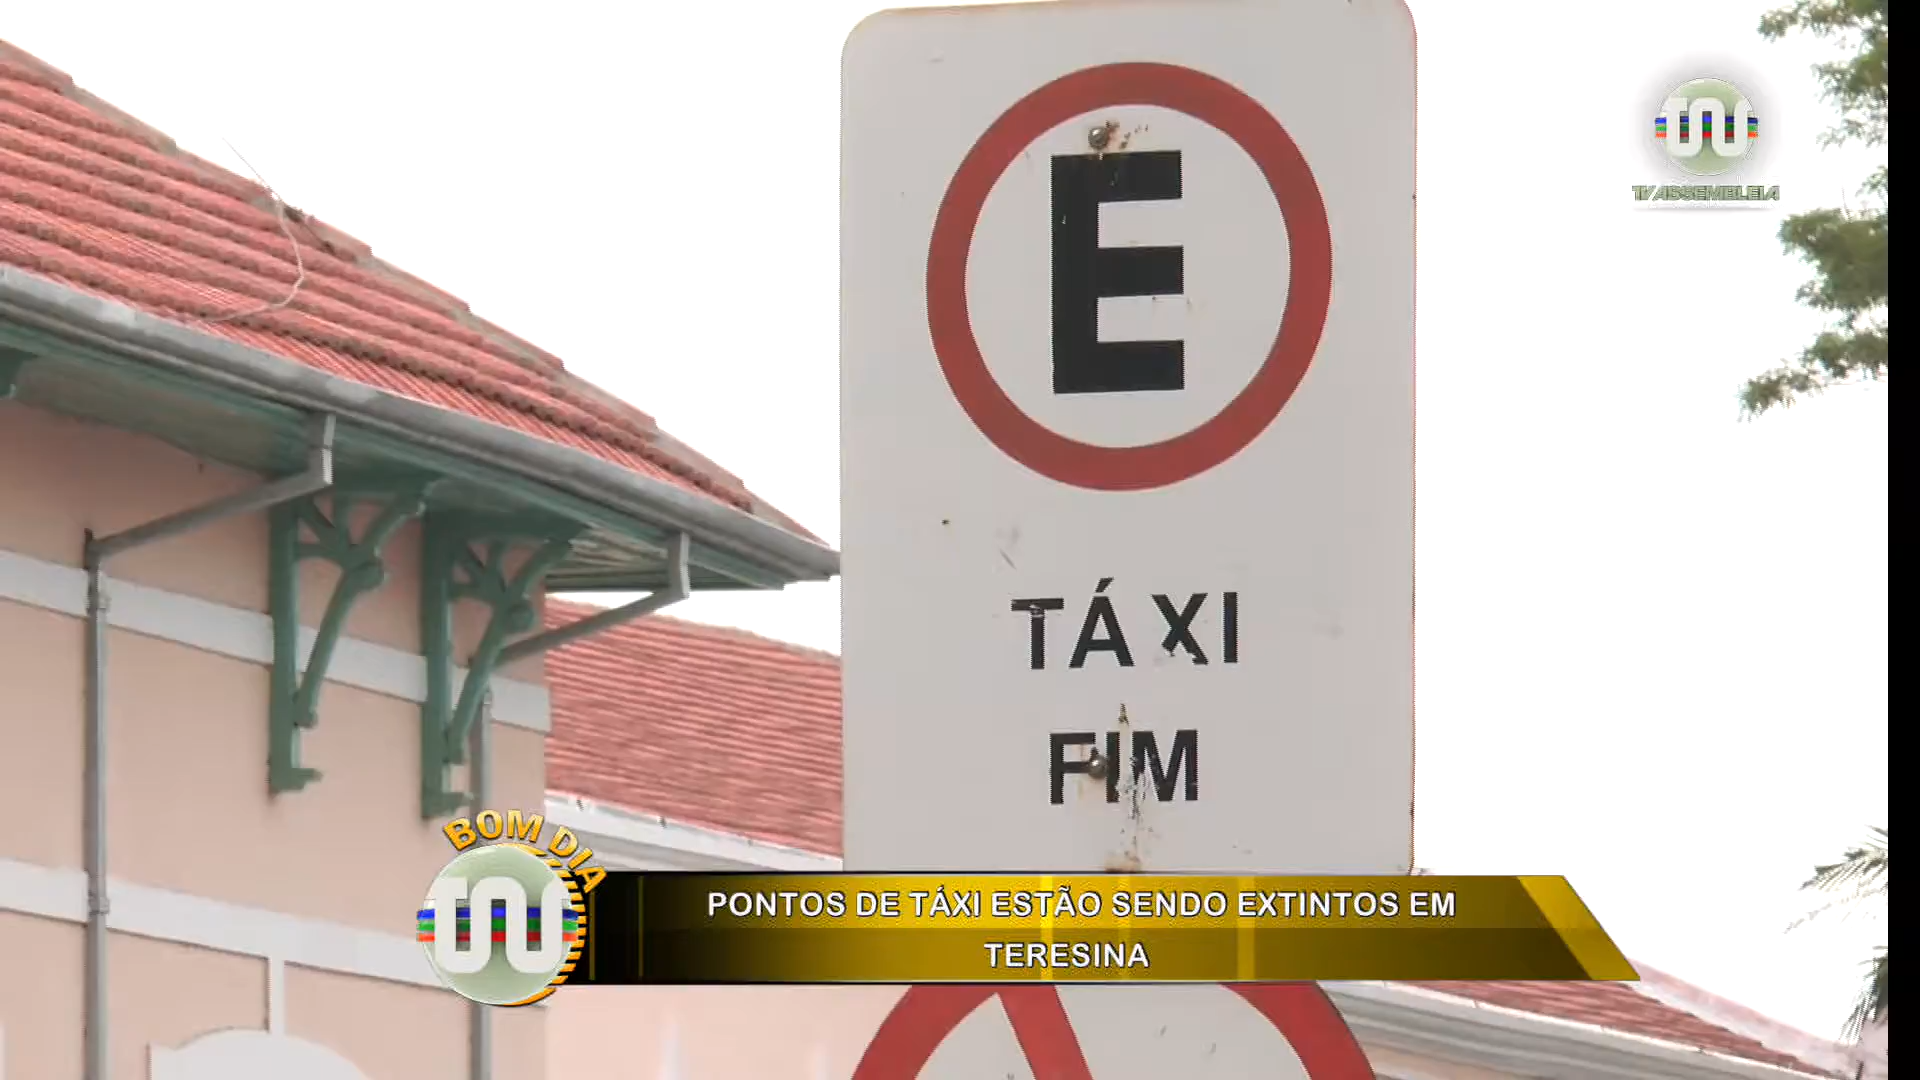 E
TÁXI
FIM
TV ASSEMBLEIA
BOM DIA
PONTOS DE TÁXI ESTÃO SENDO EXTINTOS EM
TERESINA